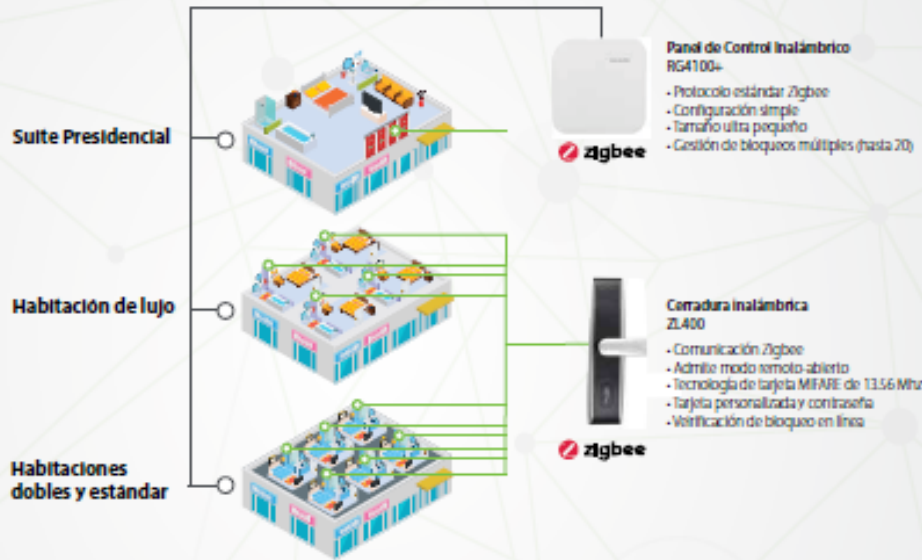 Suite Presidencial
Habitación de lujo
Habitaciones
dobles y estándar
Panel de Control Inalámbrico
RG4100+
• Protocolo estándar Zigbee
• Configuración simple
• Tamaño ultra pequeño
• Gestión de bloqueos múltiples (hasta 20)
zigbee
Cerradura inalámbrica
ZL400
• Comunicación Zigbee
• Admite modo remoto-abierto
• Tecnología de tarjeta MIFARE de 13.56 Mhz
• Tarjeta personalizada y contraseña
• Veirificación de bloqueo en línea
zigbee